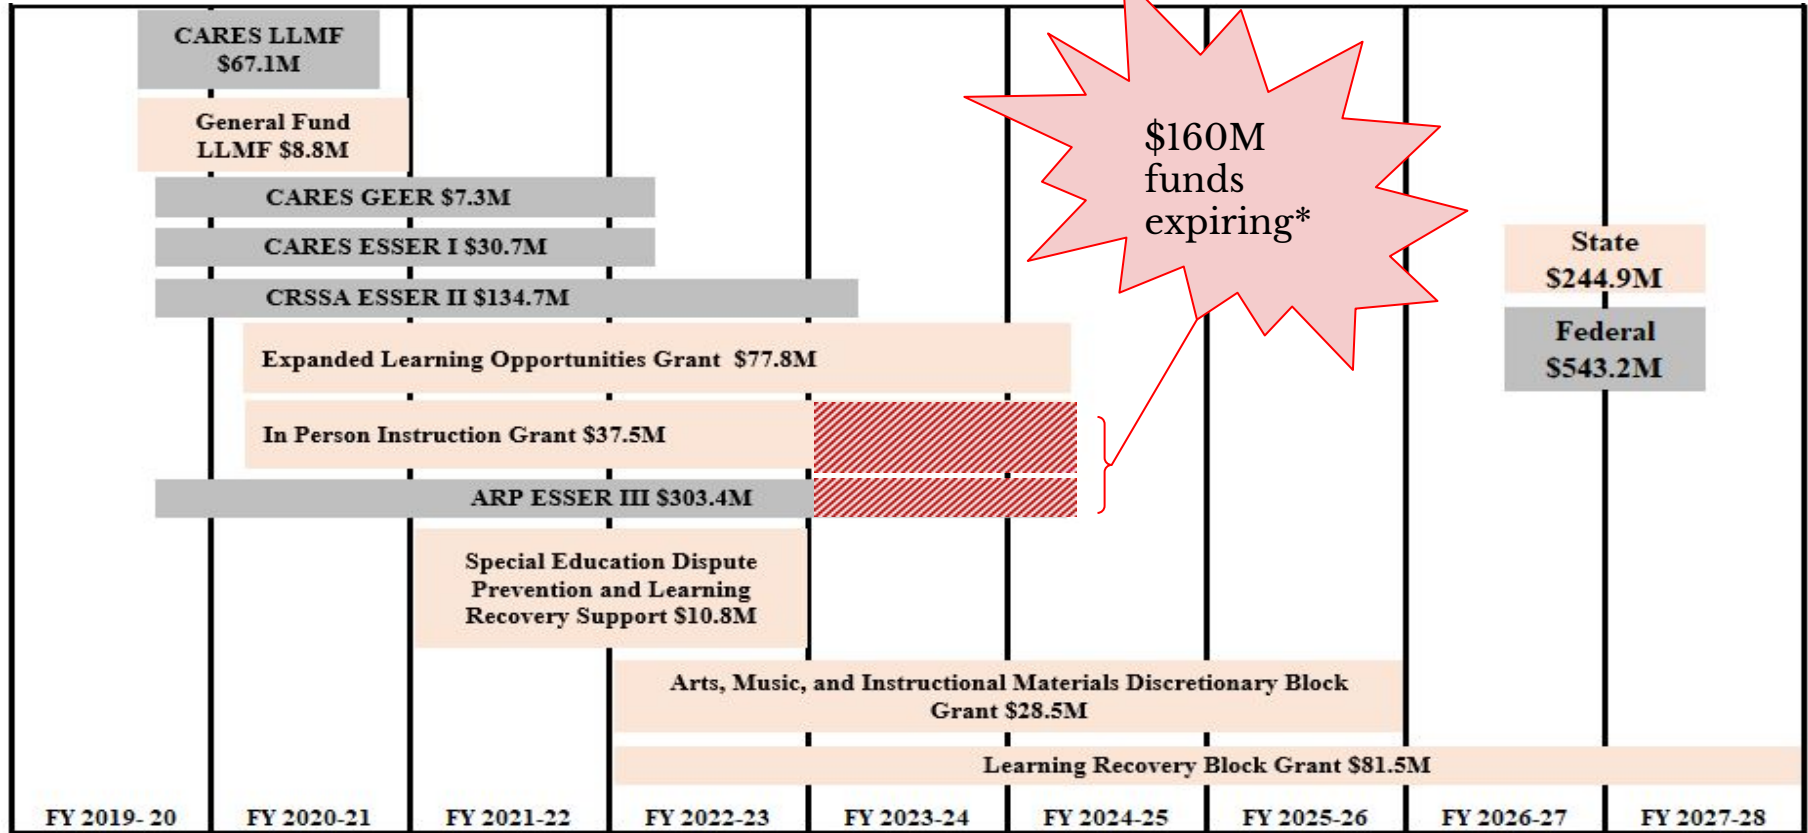 CARES LLMF
$67.1M
General Fund
LLMF $8.8M
CARES GEER $7.3M
CARES ESSER I $30.7M
CRSSA ESSER II $134.7M
Expanded Learning Opportunities Grant $77.8M
In Person Instruction Grant $37.5M
ARP ESSER III $303.4M
Special Education Dispute
Prevention and Learning
Recovery Support $10.8M
Arts, Music, and Instructional Materials Discretionary Block
Grant $28.5M
Learning Recovery Block Grant $81.5M
$160M
funds
expiring*
State
$244.9M
Federal
$543.2M
FY 2019- 20
FY 2020-21
FY 2021-22
FY 2022-23
FY 2023-24
FY 2024-25
FY 2025-26
FY 2026-27
FY 2027-28